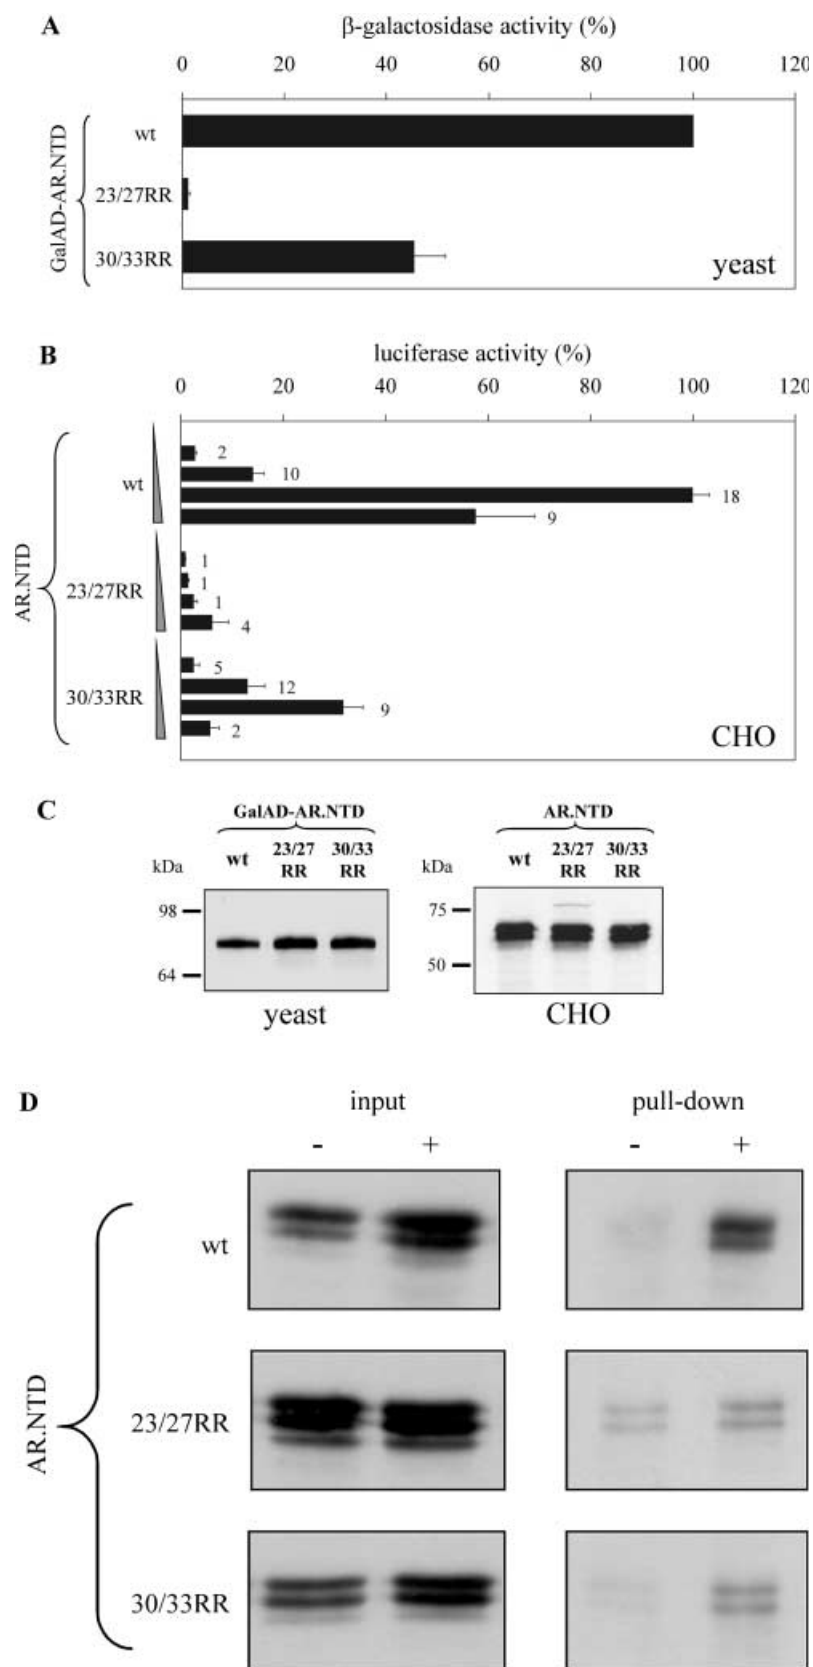 A
β-galactosidase activity (%)
0 20 40 60 80 100 120
GalAD-AR.NTD
wt
23/27RR
30/33RR
yeast
B
luciferase activity (%)
0 20 40 60 80 100 120
AR.NTD
wt
2
10
18
9
23/27RR
1
1
1
4
30/33RR
5
12
9
2
CHO
C
GalAD-AR.NTD
kDa
wt
23/27 RR
30/33 RR
98
64
yeast
AR.NTD
kDa
wt
23/27 RR
30/33 RR
75
50
CHO
D
input
pull-down
- + - +
AR.NTD
wt
23/27RR
30/33RR